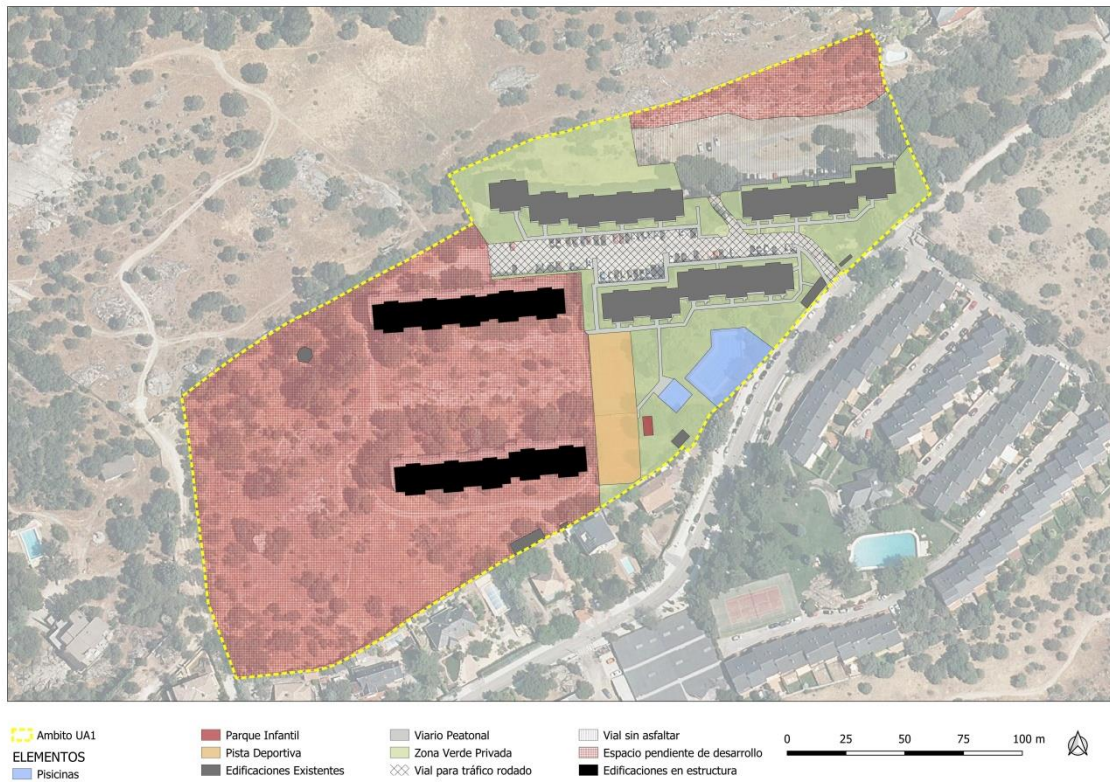 Ambito UA1
ELEMENTOS
Pisicinas
Parque Infantil
Pista Deportiva
Edificaciones Existentes
Viario Peatonal
Zona Verde Privada
Vial para tráfico rodado
Vial sin asfaltar
Espacio pendiente de desarrollo
Edificaciones en estructura
0 25 50 75 100 m